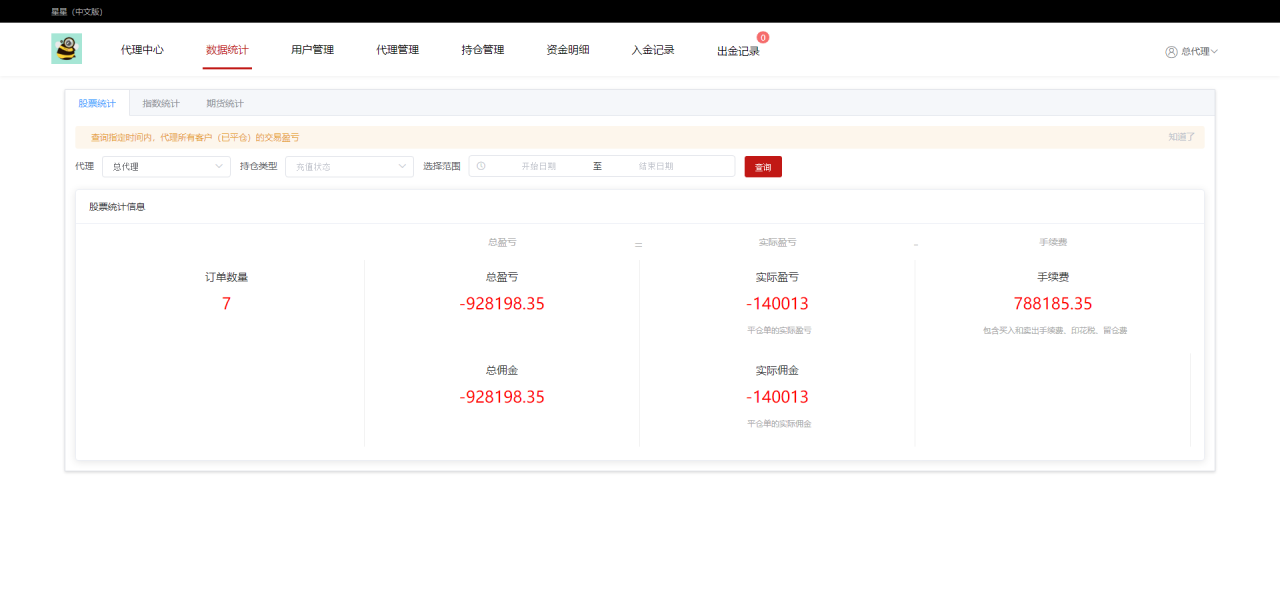 星星（中文版）
代理中心 数据统计 用户管理 代理管理 持仓管理 资金明细 入金记录 出金记录 0 总代理
股票统计 指数统计 期货统计
查询指定时间内，代理所有客户（已平仓）的交易盈亏 知道了
代理 总代理 持仓类型 充值状态 选择范围 开始日期 至 结束日期 查询
股票统计信息
总盈亏 = 实际盈亏 - 手续费
订单数量 总盈亏 实际盈亏 手续费
7 -928198.35 -140013 788185.35
平仓单的实际盈亏 包含买入和卖出手续费，印花税，留仓费
总佣金 实际佣金
-928198.35 -140013
平仓单的实际佣金